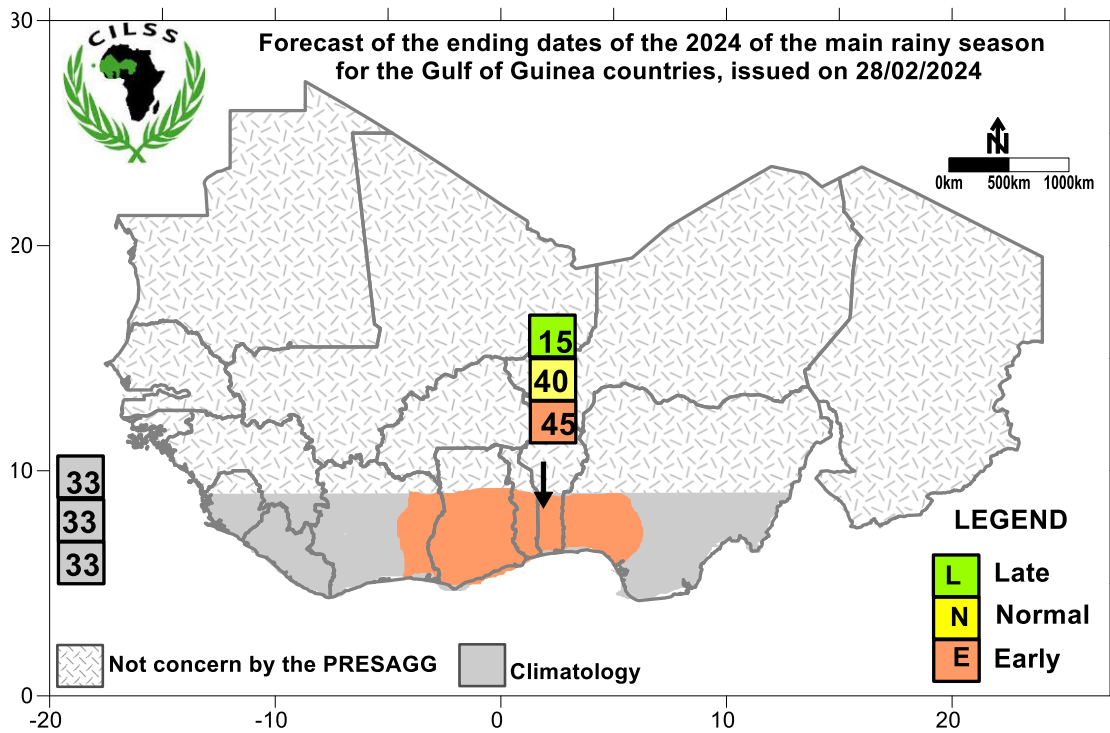 30
CILSS
Forecast of the ending dates of the 2024 of the main rainy season
for the Gulf of Guinea countries, issued on 28/02/2024
N
0km 500km 1000km
20
15
40
45
10
33
33
33
LEGEND
L Late
N Normal
E Early
Not concern by the PRESAGG
Climatology
0
-20 -10 0 10 20